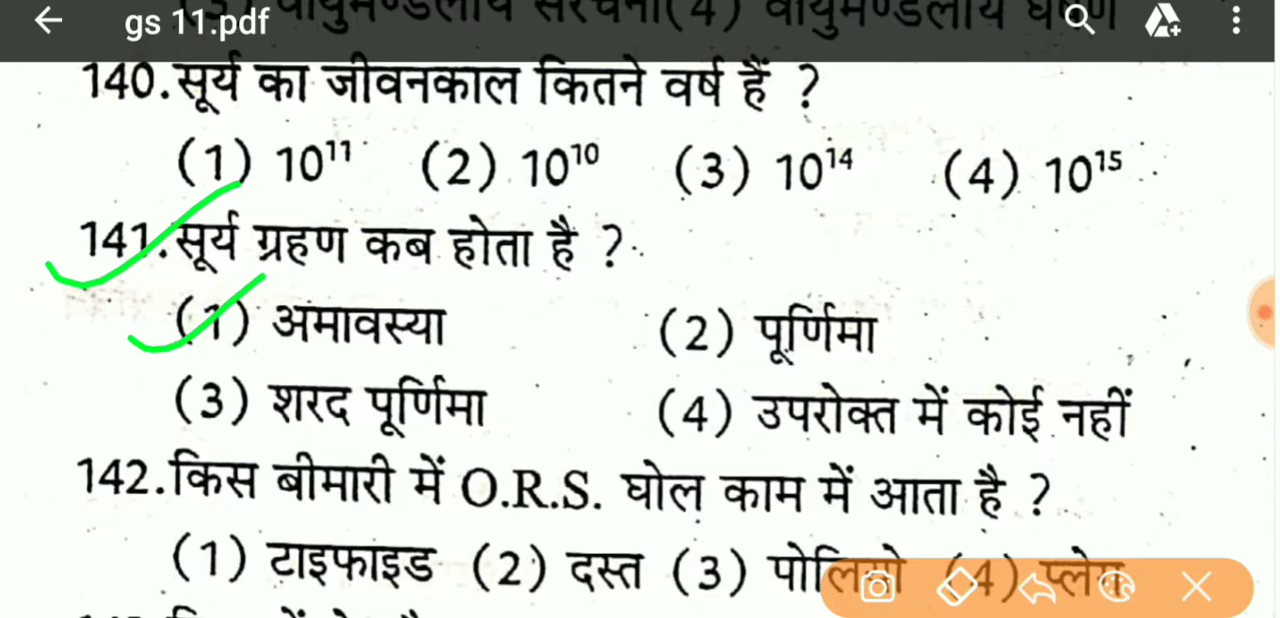 gs 11.pdf
140.सूर्य का जीवनकाल कितने वर्ष हैं ?
(1) 10¹¹ (2) 10¹⁰ (3) 10¹⁴ (4) 10¹⁵
141.सूर्य ग्रहण कब होता है ?
(1) अमावस्या (2) पूर्णिमा
(3) शरद पूर्णिमा (4) उपरोक्त में कोई नहीं
142.किस बीमारी में O.R.S. घोल काम में आता है ?
(1) टाइफाइड (2) दस्त (3) पोलियो (4) प्लेग